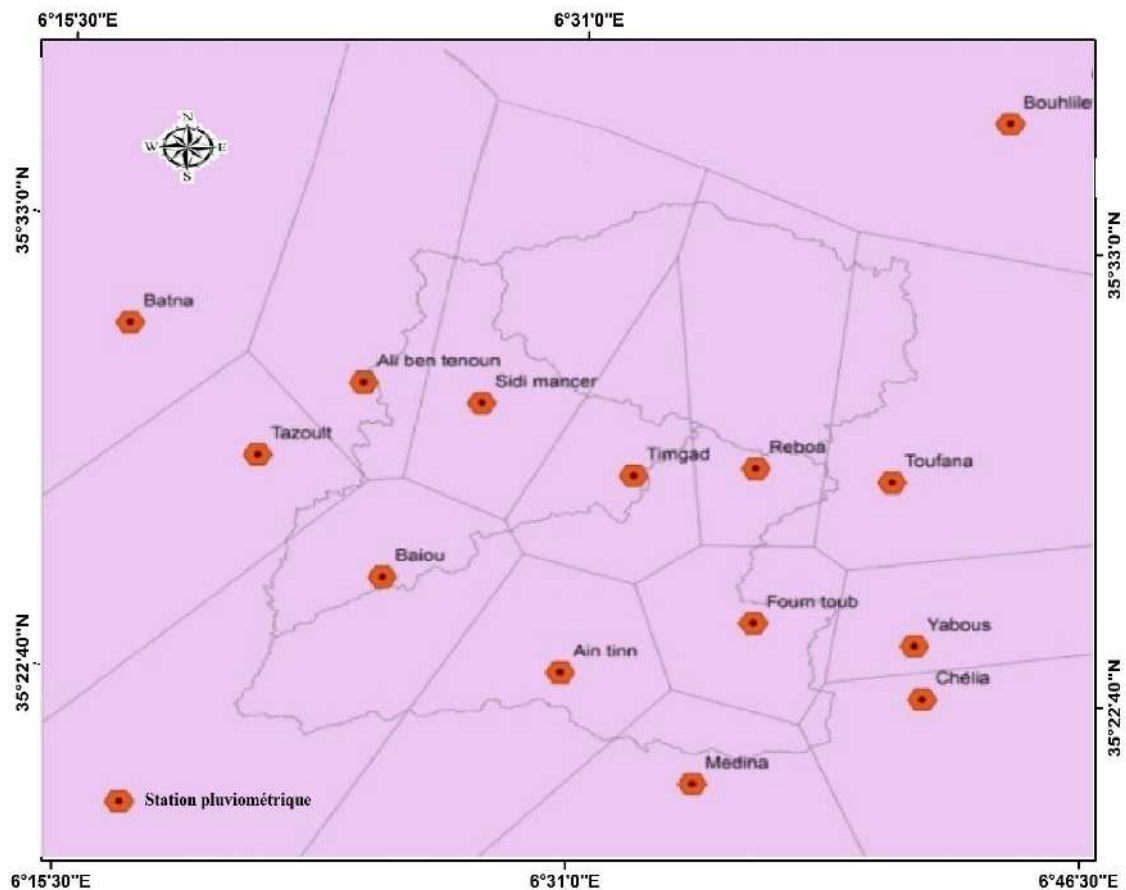 6°15'30"E
6°31'0"E
Bouhlile
N
W
E
S
35°33'0"N
35°33'0"N
Batna
Ali ben tenoun
Sidi mancer
Tazoult
Timgad
Reboa
Toufana
Baiou
Foum toub
Yabous
Ain tinn
Chélia
35°22'40"N
35°22'40"N
Medina
Station pluviométrique
6°15'30"E
6°31'0"E
6°46'30"E